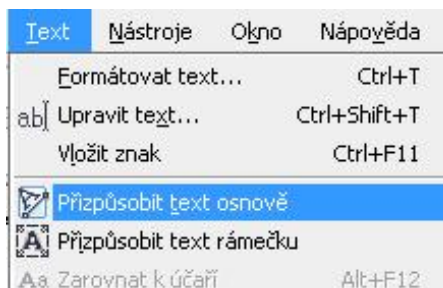 Text Nástroje Okno Nápověda
Formátovat text... Ctrl+T
ab Upravit text... Ctrl+Shift+T
Vložit znak Ctrl+F11
Přizpůsobit text osnově
A Přizpůsobit text rámečku
Aa Zarovnat k účaří Alt+F12